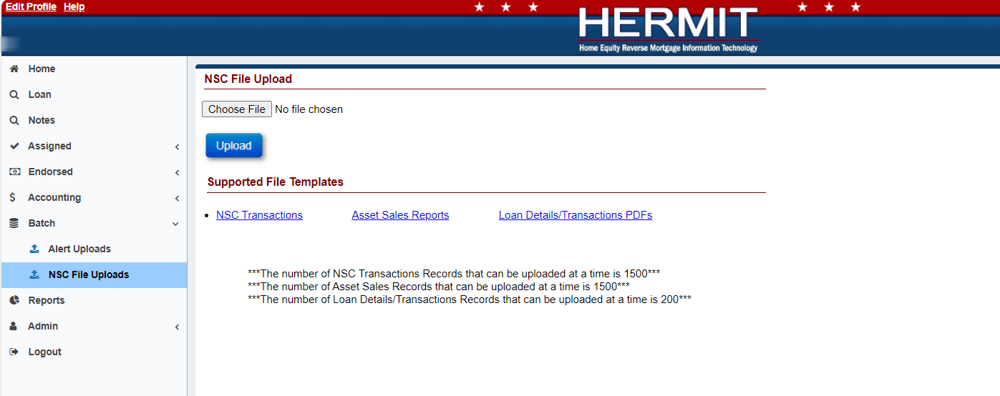 Edit Profile Help
HERMIT
Home Equity Reverse Mortgage Information Technology
Home
Loan
Notes
Assigned
Endorsed
Accounting
Batch
Alert Uploads
NSC File Uploads
Reports
Admin
Logout
NSC File Upload
Choose File No file chosen
Upload
Supported File Templates
NSC Transactions Asset Sales Reports Loan Details/Transactions PDFs
***The number of NSC Transactions Records that can be uploaded at a time is 1500***
***The number of Asset Sales Records that can be uploaded at a time is 1500***
***The number of Loan Details/Transactions Records that can be uploaded at a time is 200***